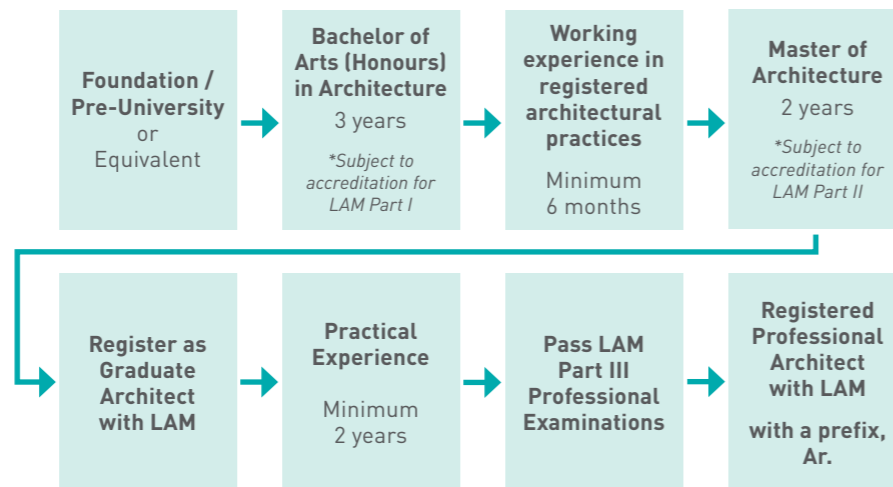 Foundation /
Pre-University
or
Equivalent
Bachelor of
Arts (Honours)
in Architecture
3 years
*Subject to
accreditation for
LAM Part I
Working
experience in
registered
architectural
practices
Minimum
6 months
Master of
Architecture
2 years
*Subject to
accreditation for
LAM Part II
Register as
Graduate
Architect
with LAM
Practical
Experience
Minimum
2 years
Pass LAM
Part III
Professional
Examinations
Registered
Professional
Architect
with LAM
with a prefix,
Ar.